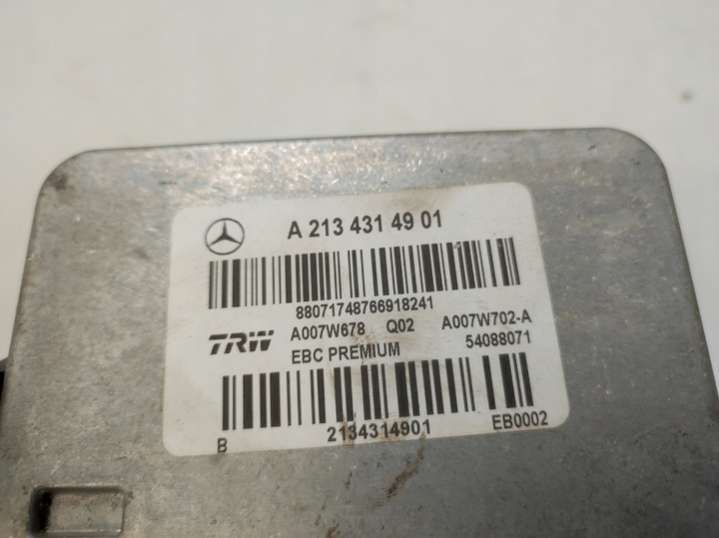 A 213 431 49 01
88071748766918241
TRW A007W678 Q02 A007W702-A
EBC PREMIUM 54088071
B 2134314901 EB0002